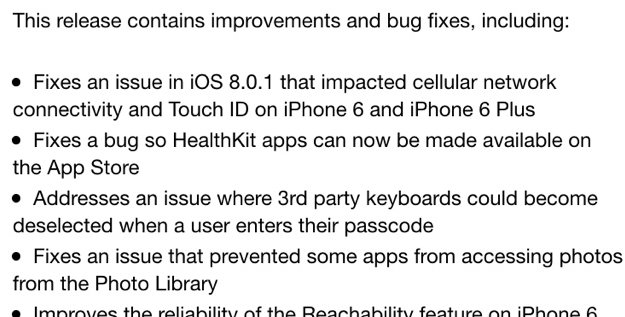 This release contains improvements and bug fixes, including:
• Fixes an issue in iOS 8.0.1 that impacted cellular network
connectivity and Touch ID on iPhone 6 and iPhone 6 Plus
• Fixes a bug so HealthKit apps can now be made available on
the App Store
• Addresses an issue where 3rd party keyboards could become
deselected when a user enters their passcode
• Fixes an issue that prevented some apps from accessing photos
from the Photo Library
• Improves the reliability of the Reachability feature on iPhone 6